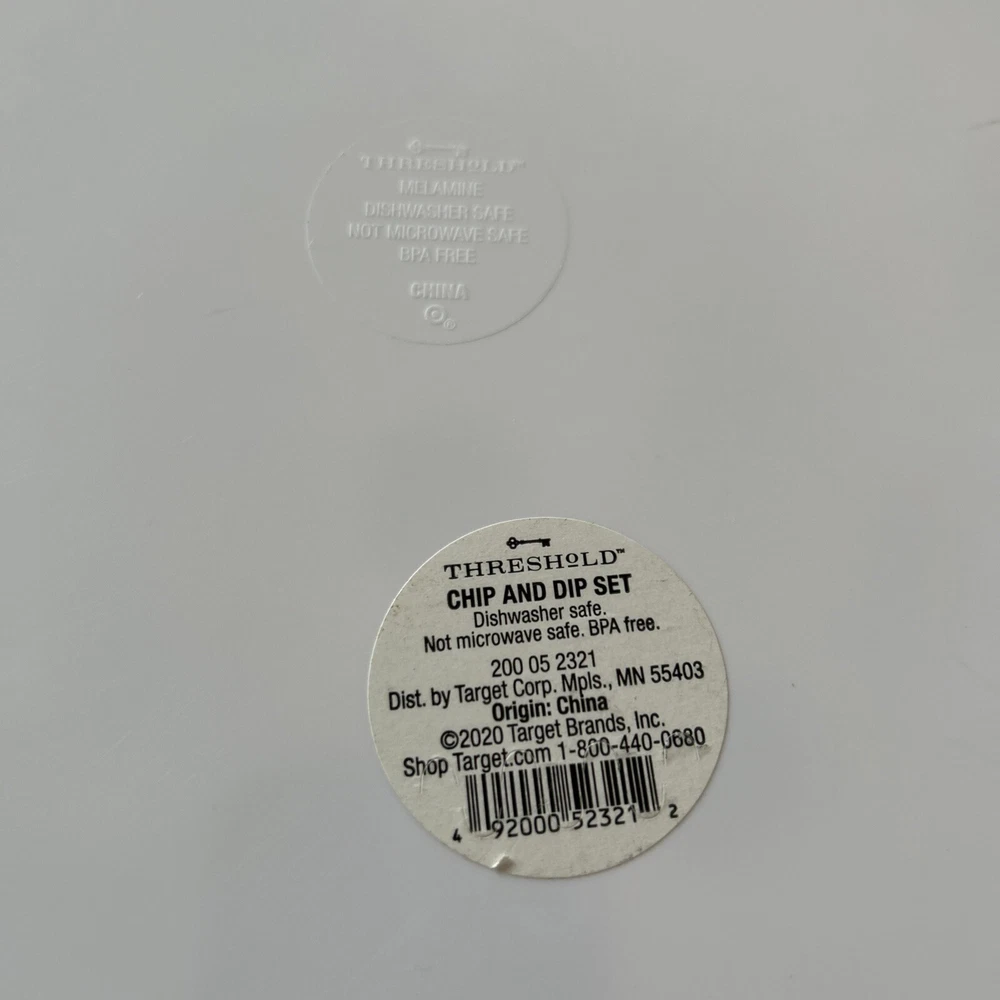 THRESHOLD™
MELAMINE
DISHWASHER SAFE
NOT MICROWAVE SAFE
BPA FREE
CHINA
®
THRESHOLD™
CHIP AND DIP SET
Dishwasher safe.
Not microwave safe. BPA free.
200 05 2321
Dist. by Target Corp. Mpls., MN 55403
Origin: China
©2020 Target Brands, Inc.
Shop Target.com 1-800-440-0680
4 92000 52321 2